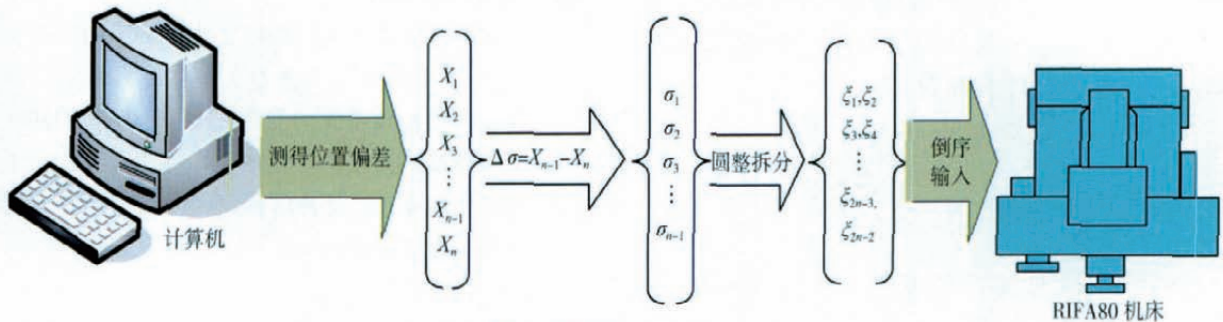 计算机
测得位置偏差
X₁
X₂
X₃
⋮
Xₙ₋₁
Xₙ
Δσ=Xₙ₋₁-Xₙ
σ₁
σ₂
σ₃
⋮
σₙ₋₁
圆整拆分
ξ₁,ξ₂
ξ₃,ξ₄
⋮
ξ₂ₙ₋₃,
ξ₂ₙ₋₂
倒序
输入
RIFA80 机床